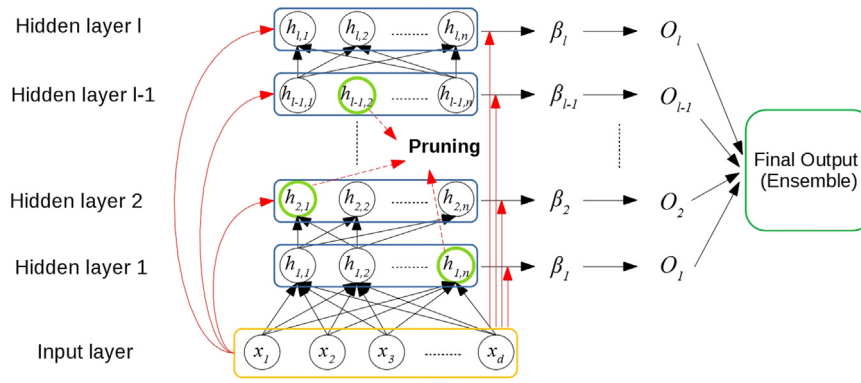 Hidden layer l h_{l,1} h_{l,2} ........ h_{l,n} β_l O_l
Hidden layer l-1 h_{l-1,1} h_{l-1,2} ........ h_{l-1,n} β_{l-1} O_{l-1}
Pruning
Final Output
(Ensemble)
Hidden layer 2 h_{2,1} h_{2,2} ........ h_{2,n} β_2 O_2
Hidden layer 1 h_{1,1} h_{1,2} ........ h_{1,n} β_1 O_1
Input layer x_1 x_2 x_3 ........ x_d